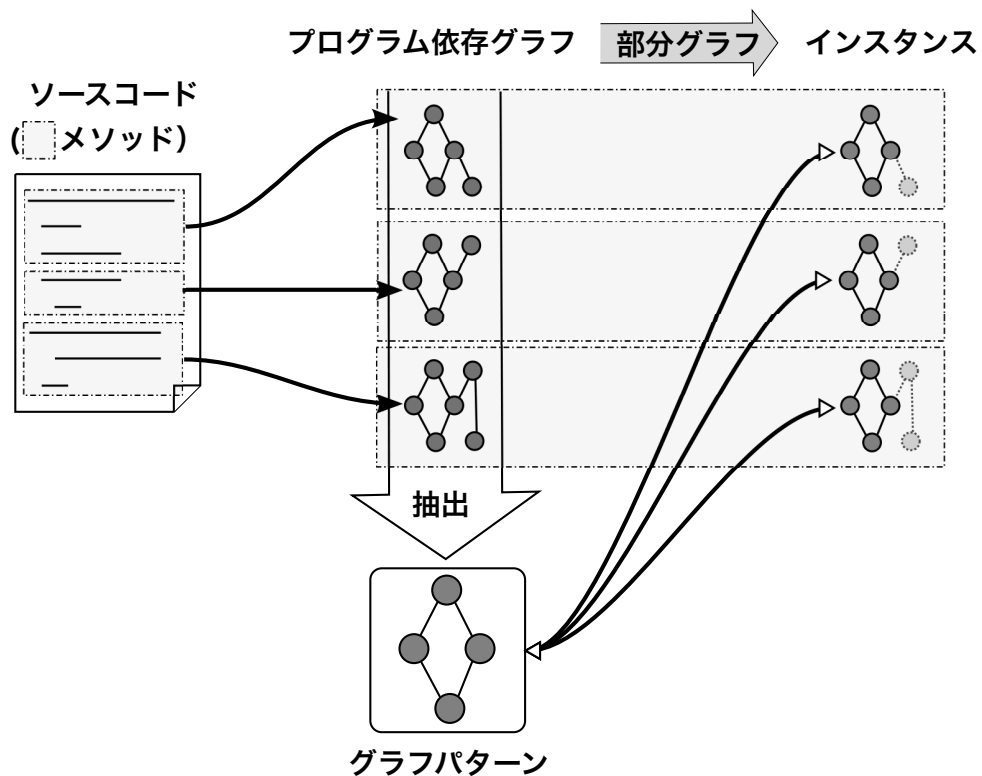 プログラム依存グラフ
部分グラフ
インスタンス
ソースコード
(メソッド)
抽出
グラフパターン